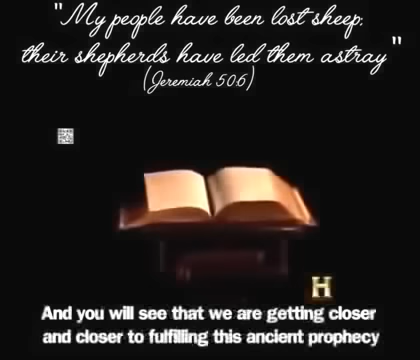 "My people have been lost sheep:
their shepherds have led them astray"
(Jeremiah 50:6)
H
And you will see that we are getting closer
and closer to fulfilling this ancient prophecy